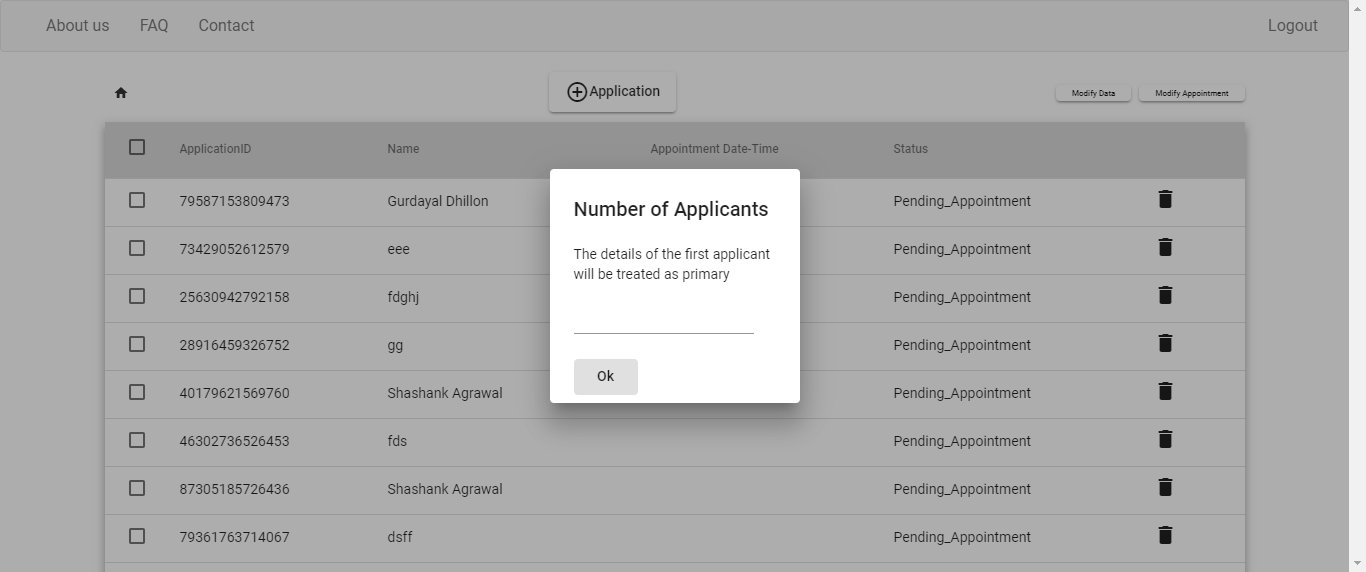 About us FAQ Contact Logout
Application Modify Data Modify Appointment
ApplicationID Name Appointment Date-Time Status
79587153809473 Gurdayal Dhillon Pending_Appointment
73429052612579 eee Pending_Appointment
25630942792158 fdghj Pending_Appointment
28916459326752 gg Pending_Appointment
40179621569760 Shashank Agrawal Pending_Appointment
46302736526453 fds Pending_Appointment
87305185726436 Shashank Agrawal Pending_Appointment
79361763714067 dsff Pending_Appointment
Number of Applicants
The details of the first applicant
will be treated as primary
Ok